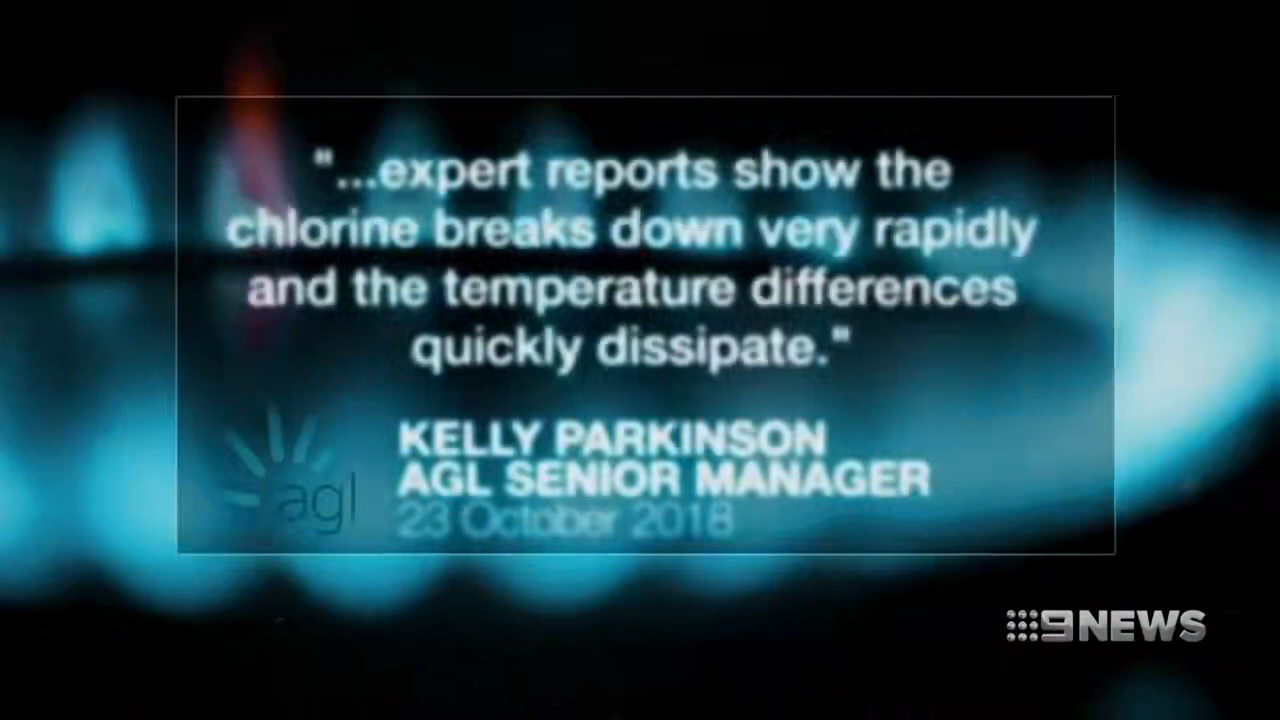 "...expert reports show the
chlorine breaks down very rapidly
and the temperature differences
quickly dissipate."
KELLY PARKINSON
AGL SENIOR MANAGER
23 October 2018
agl
9NEWS